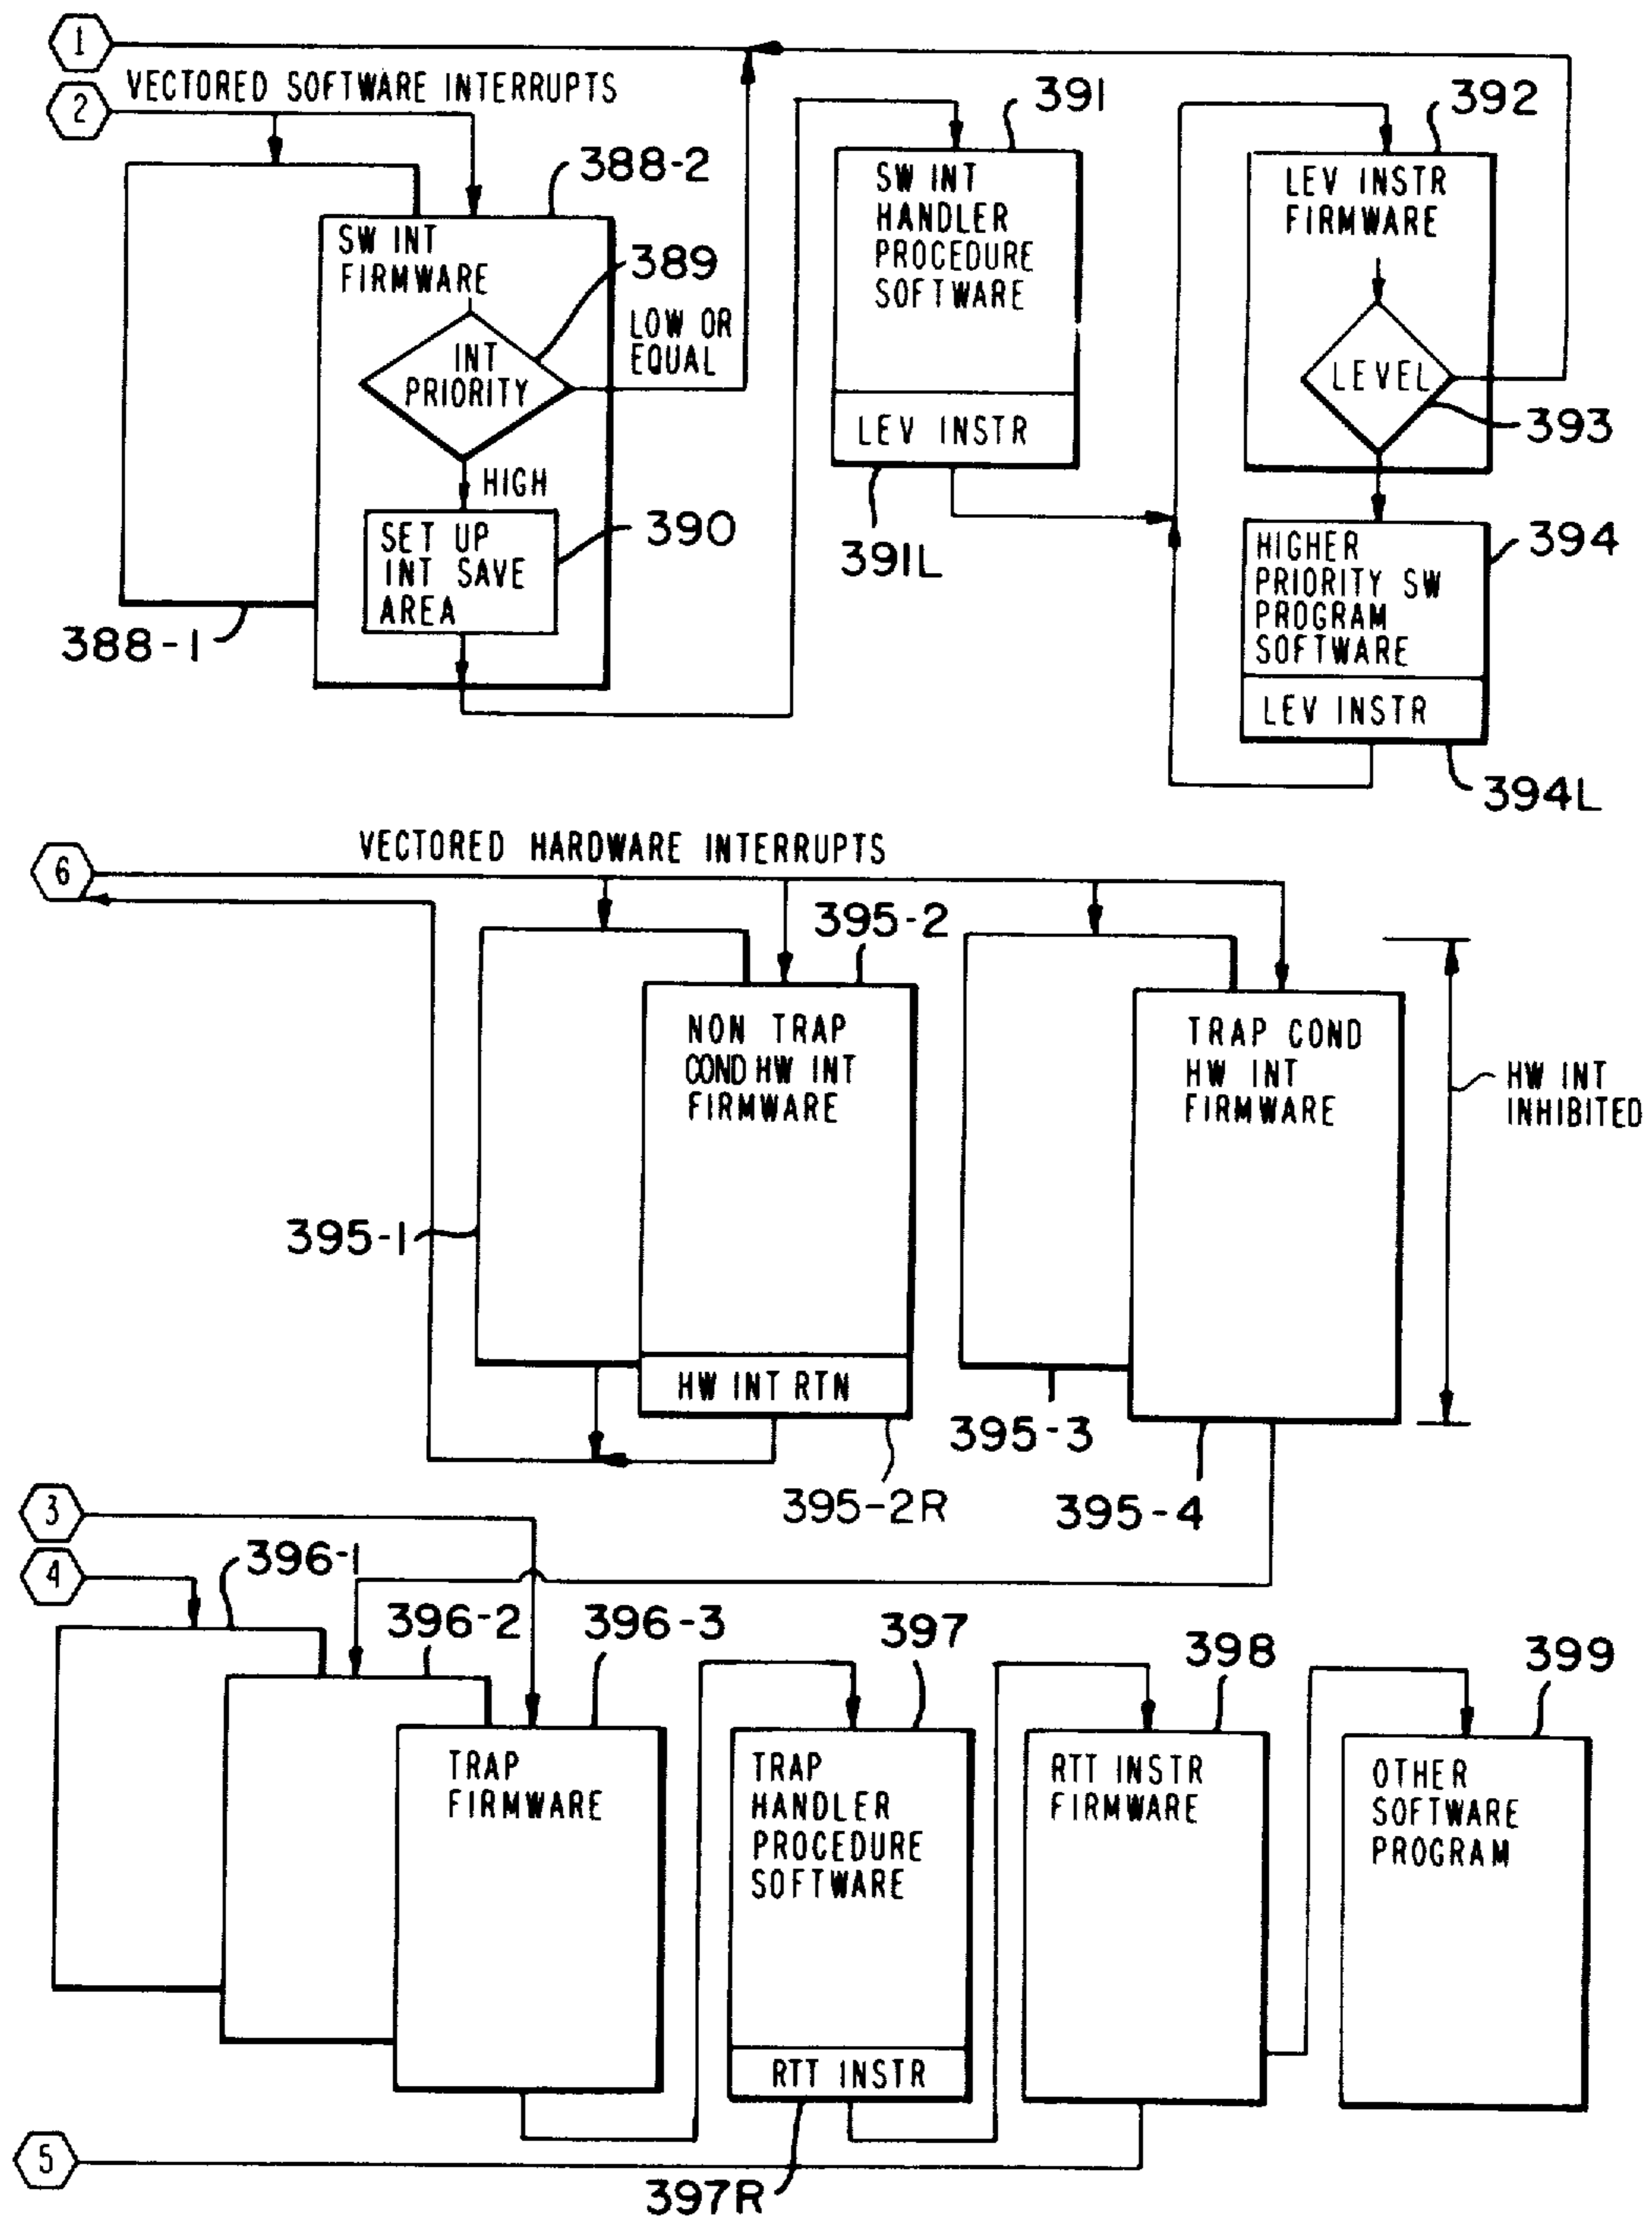 1
VECTORED SOFTWARE INTERRUPTS
2
388-2
SW INT
FIRMWARE
389
INT
PRIORITY
LOW OR
EQUAL
HIGH
390
SET UP
INT SAVE
AREA
388-1
391
SW INT
HANDLER
PROCEDURE
SOFTWARE
LEV INSTR
391L
392
LEV INSTR
FIRMWARE
LEVEL
393
394
HIGHER
PRIORITY SW
PROGRAM
SOFTWARE
LEV INSTR
394L
VECTORED HARDWARE INTERRUPTS
6
395-2
NON TRAP
COND HW INT
FIRMWARE
395-1
HW INT RTN
395-2R
TRAP COND
HW INT
FIRMWARE
HW INT
INHIBITED
395-3
395-4
3
4
396-1
396-2
396-3
TRAP
FIRMWARE
397
TRAP
HANDLER
PROCEDURE
SOFTWARE
RTT INSTR
397R
398
RTT INSTR
FIRMWARE
399
OTHER
SOFTWARE
PROGRAM
5